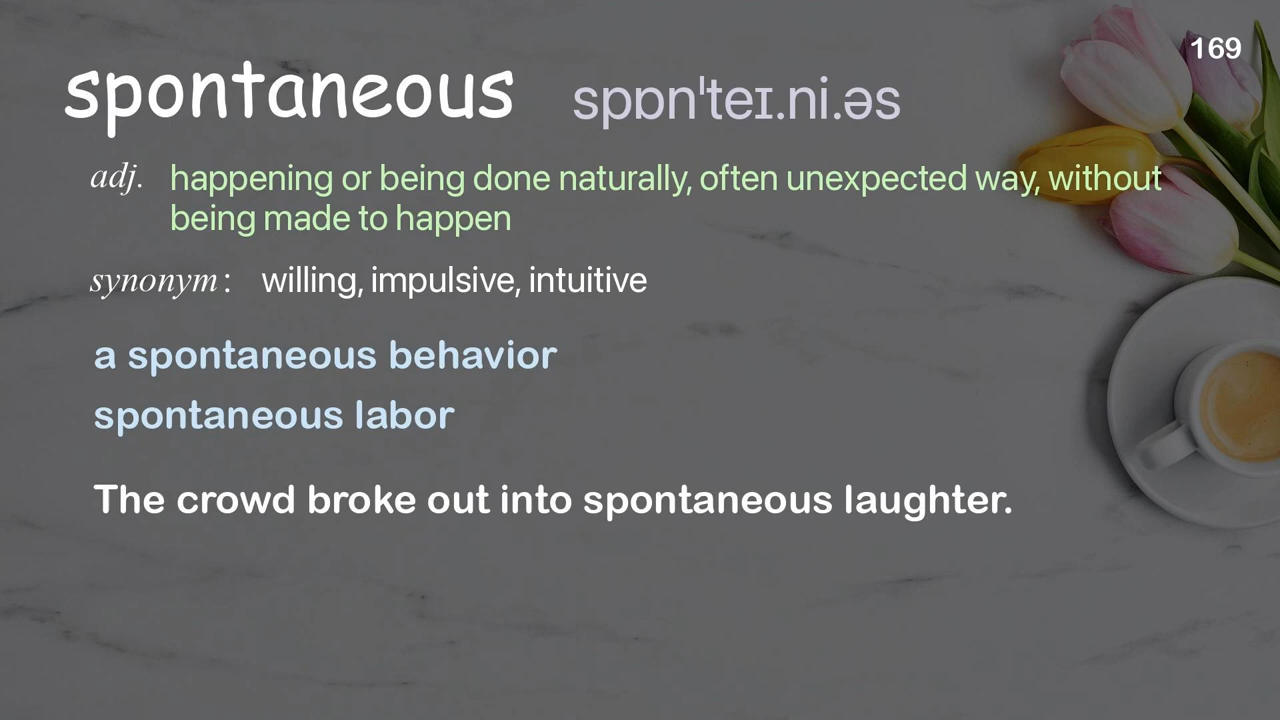 169
spontaneous spɒnˈteɪ.ni.əs
adj. happening or being done naturally, often unexpected way, without
being made to happen
synonym: willing, impulsive, intuitive
a spontaneous behavior
spontaneous labor
The crowd broke out into spontaneous laughter.